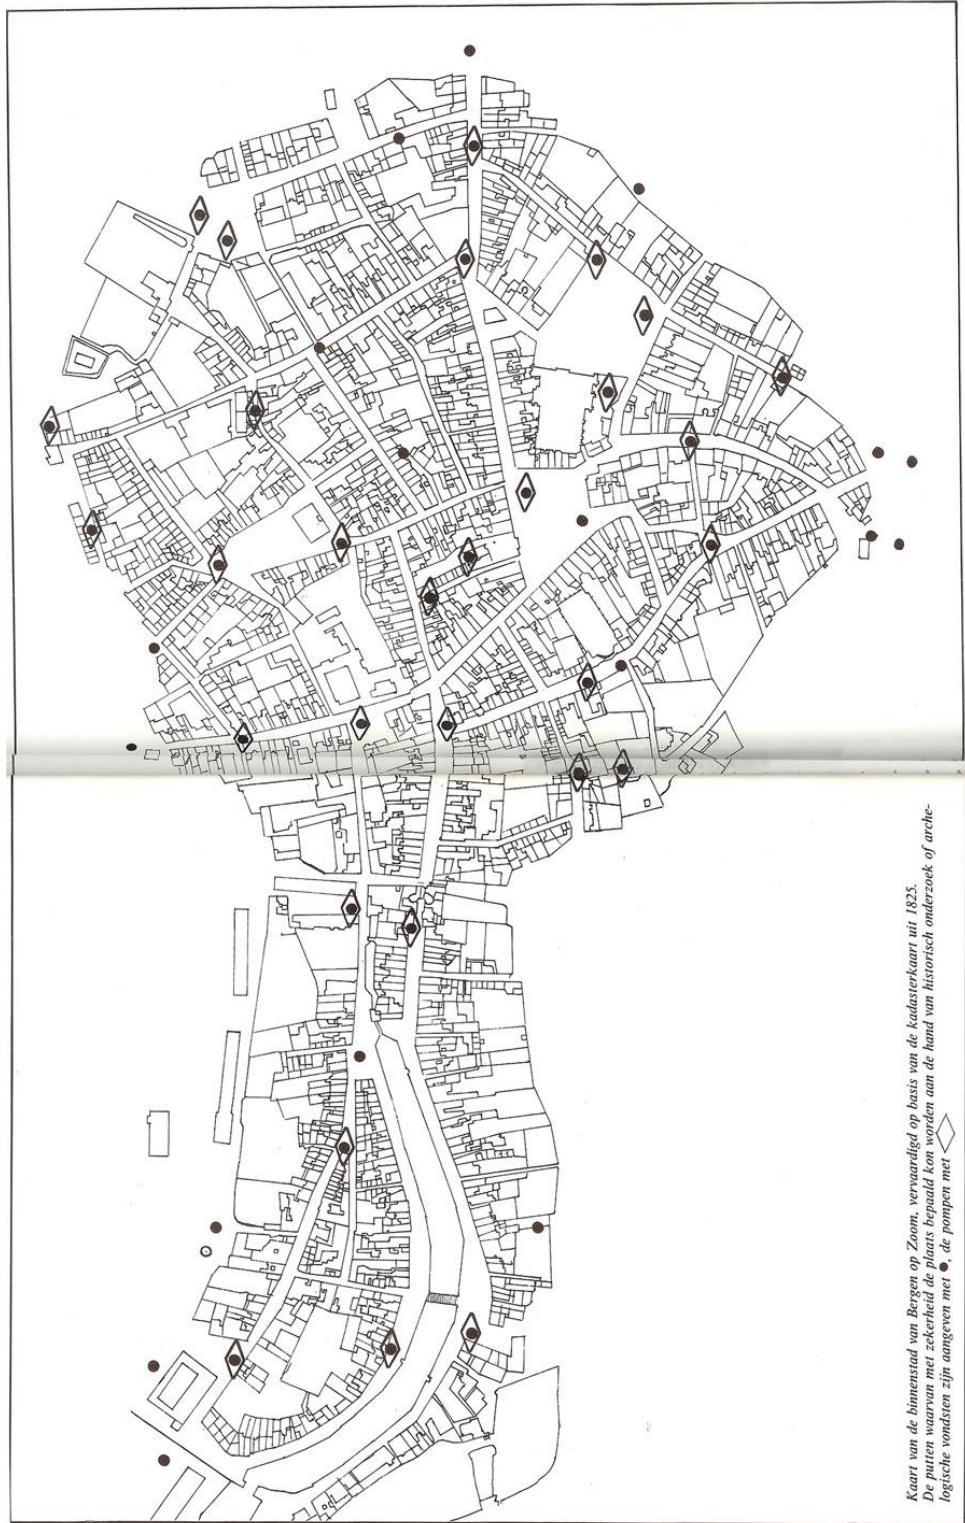 Kaart van de binnenstad van Bergen op Zoom, vervaardigd op basis van de kadasterkaart uit 1825.
De putten waarvan met zekerheid de plaats bepaald kon worden aan de hand van historisch onderzoek of arche-
logische vondsten zijn aangeven met ●, de pompen met ◇